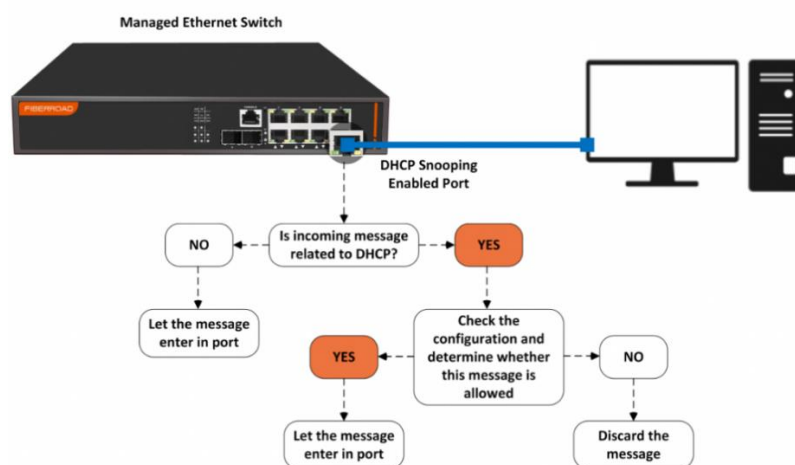 Managed Ethernet Switch
FIBERROAD
DHCP Snooping
Enabled Port
NO
Is incoming message
related to DHCP?
YES
Let the message
enter in port
YES
Check the
configuration and
determine whether
this message is
allowed
NO
Let the message
enter in port
Discard the
message